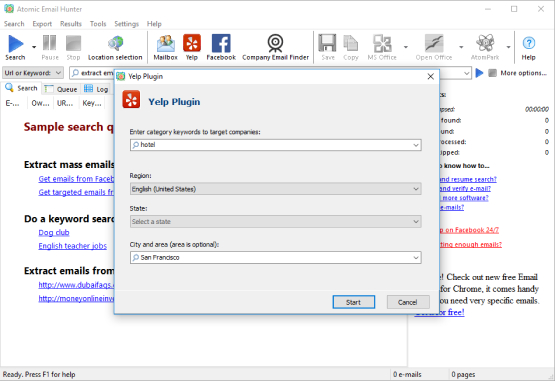 Atomic Email Hunter
Search Export Results Tools Settings Help
Search Pause Stop Location selection Mailbox Yelp Facebook Company Email Finder Save Copy MS Office Open Office AtomPark Help
Url or Keyword: extract em
More options...
Search Queue Log
E-... Ow... UR... Key...
Sample search q
Extract mass emails
Get emails from Faceb
Get targeted emails fr
Do a keyword searc
Dog club
English teacher jobs
Extract emails from
http://www.dubaifaqs.c
http://moneyonlineinve
Yelp Plugin
Yelp Plugin
Enter category keywords to target companies:
hotel
Region:
English (United States)
State:
Select a state
City and area (area is optional):
San Francisco
Start Cancel
s:
00:00:00
found: 0
und: 0
rocessed: 0
ipped: 0
o know how to...
and resume search?
and verify e-mail?
more software?
e-mails?
p on Facebook 24/7
tting enough emails?
e! Check out new free Email
for Chrome, it comes handy
you need very specific emails.
for free!
Ready. Press F1 for help
0 e-mails 0 pages